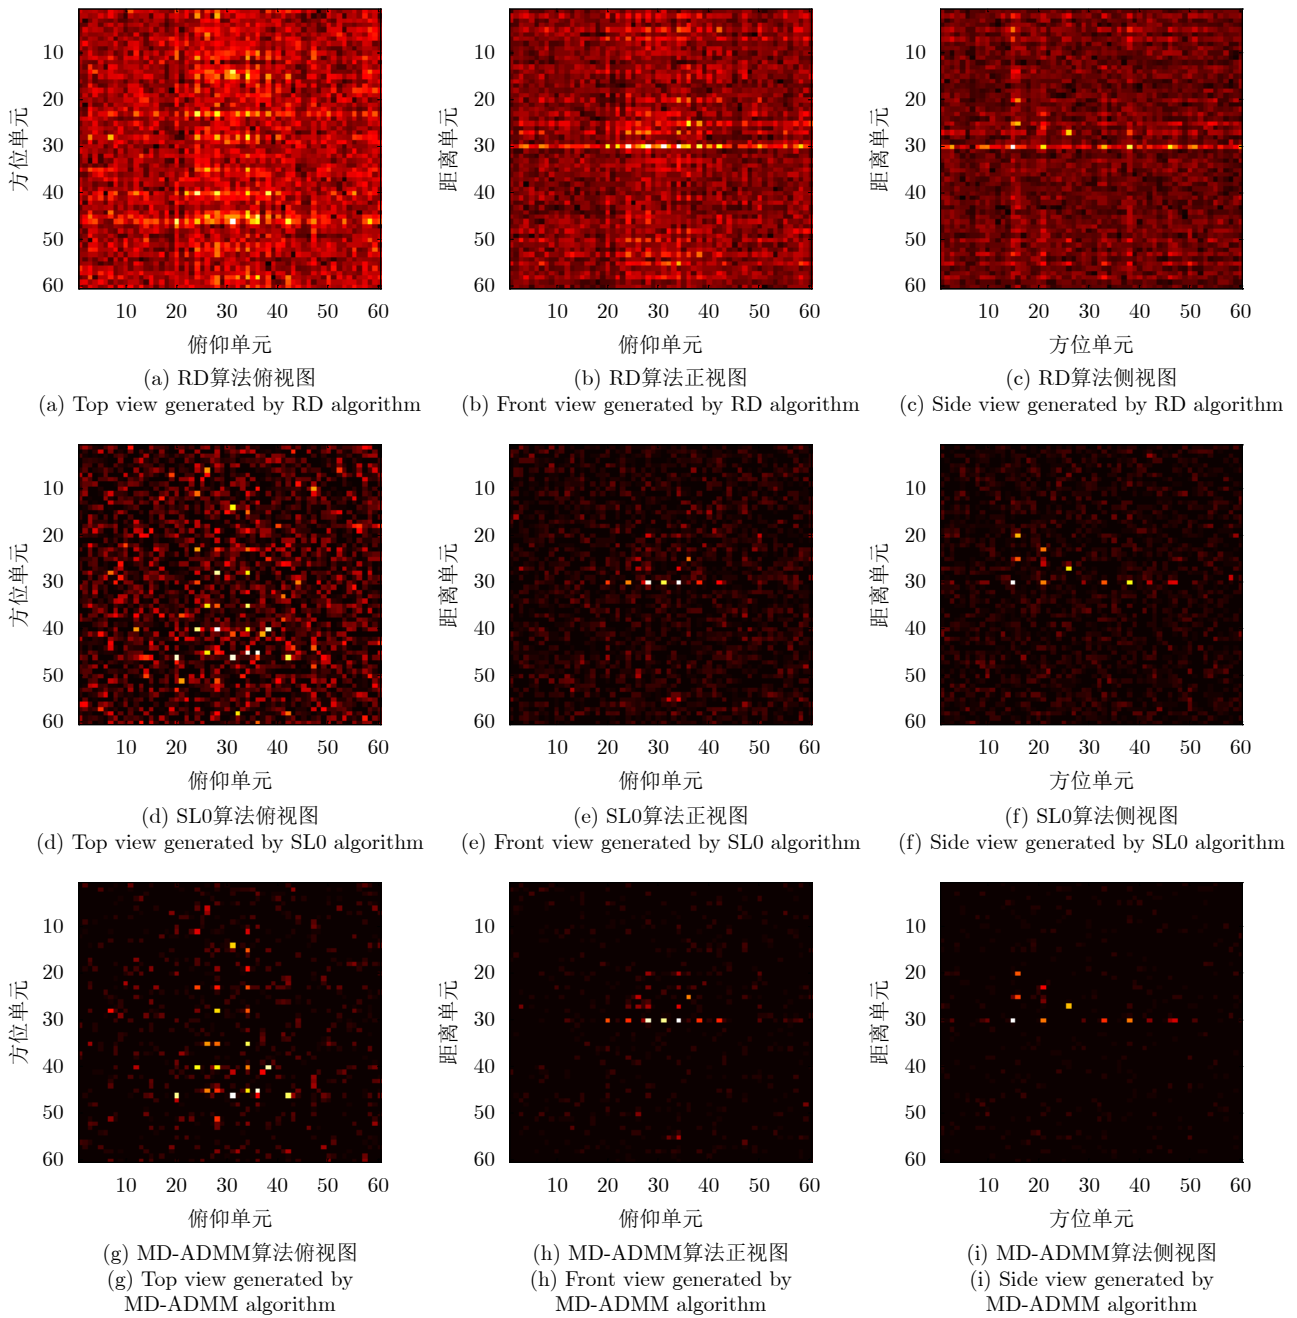 10
20
30
40
50
60
方位单元
10 20 30 40 50 60
俯仰单元
(a) RD算法俯视图
(a) Top view generated by RD algorithm
10
20
30
40
50
60
距离单元
10 20 30 40 50 60
俯仰单元
(b) RD算法正视图
(b) Front view generated by RD algorithm
10
20
30
40
50
60
距离单元
10 20 30 40 50 60
方位单元
(c) RD算法侧视图
(c) Side view generated by RD algorithm
10
20
30
40
50
60
方位单元
10 20 30 40 50 60
俯仰单元
(d) SL0算法俯视图
(d) Top view generated by SL0 algorithm
10
20
30
40
50
60
距离单元
10 20 30 40 50 60
俯仰单元
(e) SL0算法正视图
(e) Front view generated by SL0 algorithm
10
20
30
40
50
60
距离单元
10 20 30 40 50 60
方位单元
(f) SL0算法侧视图
(f) Side view generated by SL0 algorithm
10
20
30
40
50
60
方位单元
10 20 30 40 50 60
俯仰单元
(g) MD-ADMM算法俯视图
(g) Top view generated by
MD-ADMM algorithm
10
20
30
40
50
60
距离单元
10 20 30 40 50 60
俯仰单元
(h) MD-ADMM算法正视图
(h) Front view generated by
MD-ADMM algorithm
10
20
30
40
50
60
距离单元
10 20 30 40 50 60
方位单元
(i) MD-ADMM算法侧视图
(i) Side view generated by
MD-ADMM algorithm